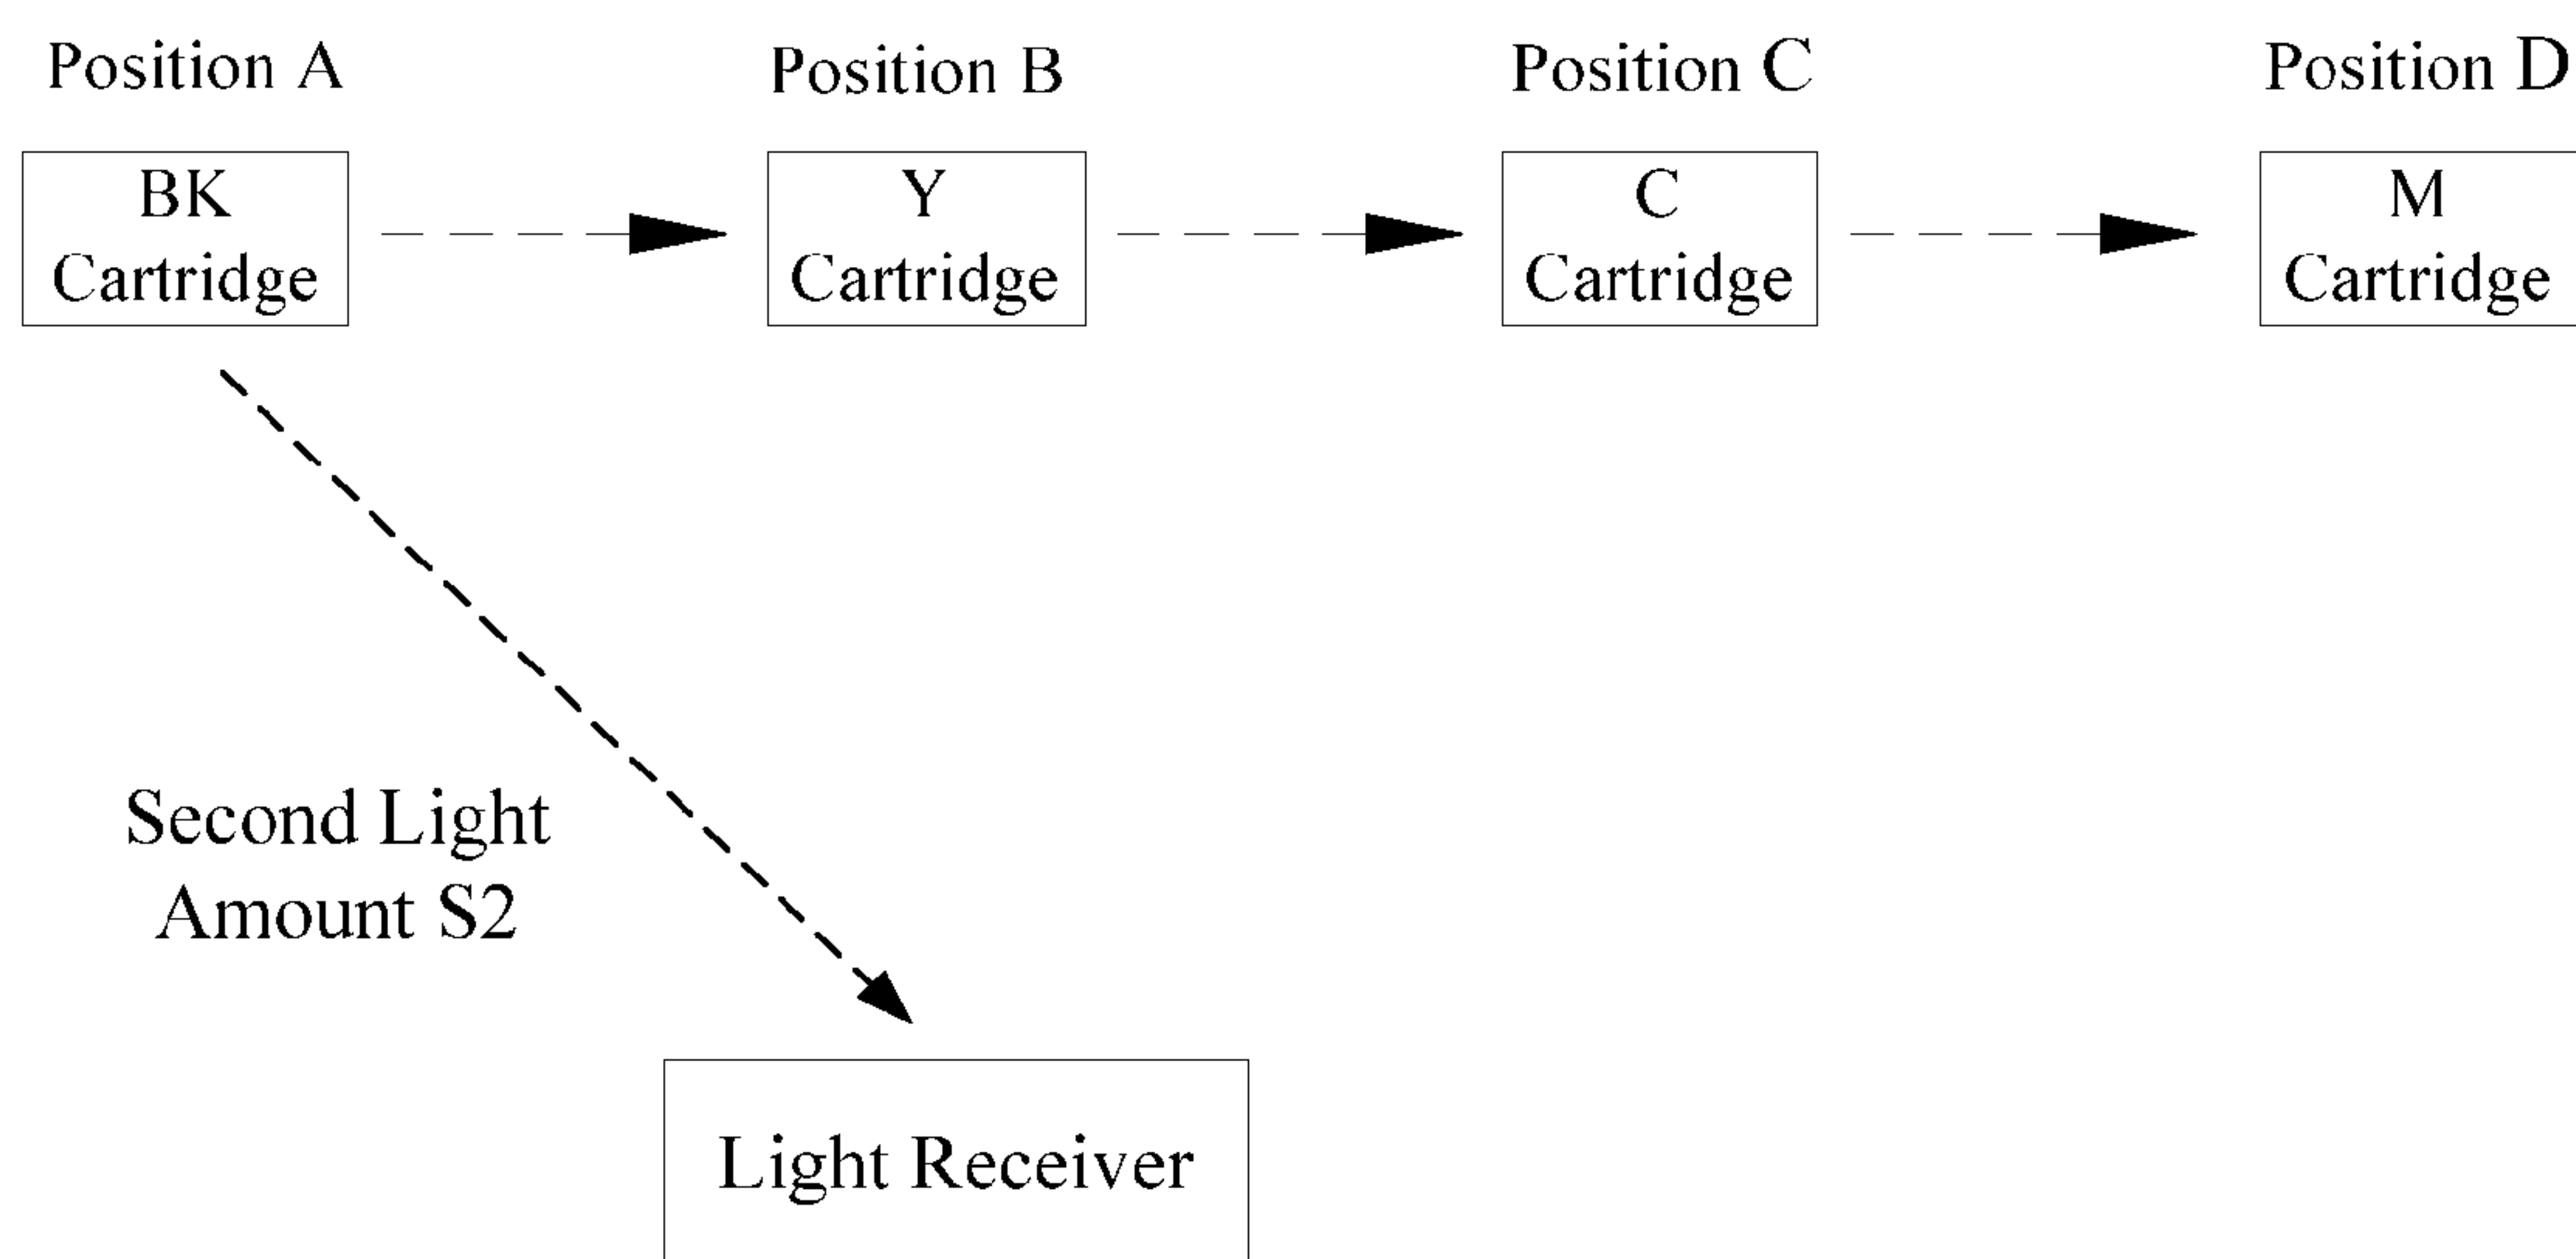 Position A
Position B
Position C
Position D
BK
Cartridge
Y
Cartridge
C
Cartridge
M
Cartridge
Second Light
Amount S2
Light Receiver